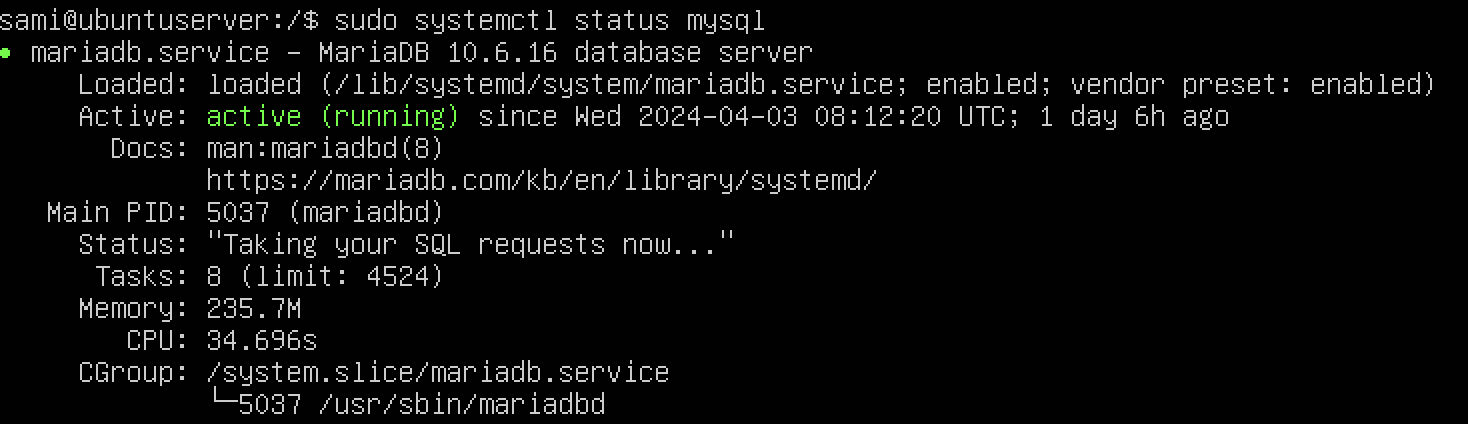 sami@ubuntuserver:/$ sudo systemctl status mysql
● mariadb.service - MariaDB 10.6.16 database server
     Loaded: loaded (/lib/systemd/system/mariadb.service; enabled; vendor preset: enabled)
     Active: active (running) since Wed 2024-04-03 08:12:20 UTC; 1 day 6h ago
       Docs: man:mariadbd(8)
             https://mariadb.com/kb/en/library/systemd/
   Main PID: 5037 (mariadbd)
     Status: "Taking your SQL requests now..."
      Tasks: 8 (limit: 4524)
     Memory: 235.7M
        CPU: 34.696s
     CGroup: /system.slice/mariadb.service
             └─5037 /usr/sbin/mariadbd